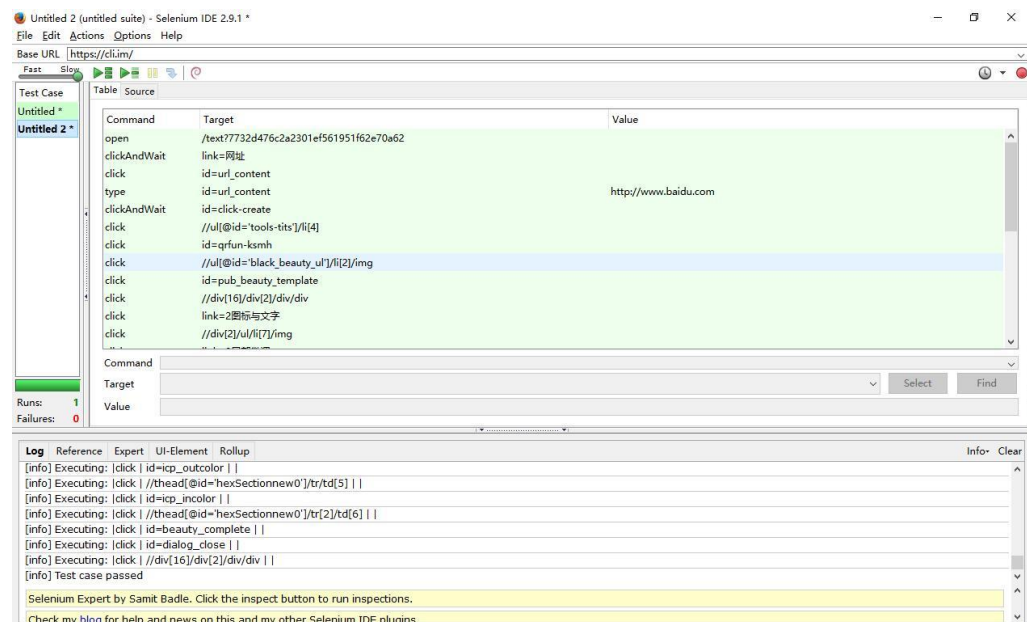 Untitled 2 (untitled suite) - Selenium IDE 2.9.1 *
File Edit Actions Options Help
Base URL https://cli.im/
Fast Slow
Test Case Table Source
Untitled *
Untitled 2 *
Command Target Value
open /text?7732d476c2a2301ef561951f62e70a62
clickAndWait link=网址
click id=url_content
type id=url_content http://www.baidu.com
clickAndWait id=click-create
click //ul[@id='tools-tits']/li[4]
click id=qrfun-ksmh
click //ul[@id='black_beauty_ul']/li[2]/img
click id=pub_beauty_template
click //div[16]/div[2]/div/div
click link=2图标与文字
click //div[2]/ul/li[7]/img
Command
Target Select Find
Value
Runs: 1
Failures: 0
Log Reference Expert UI-Element Rollup Info Clear
[info] Executing: |click | id=icp_outcolor | |
[info] Executing: |click | //thead[@id='hexSectionnew0']/tr/td[5] | |
[info] Executing: |click | id=icp_incolor | |
[info] Executing: |click | //thead[@id='hexSectionnew0']/tr[2]/td[6] | |
[info] Executing: |click | id=beauty_complete | |
[info] Executing: |click | id=dialog_close | |
[info] Executing: |click | //div[16]/div[2]/div/div | |
[info] Test case passed
Selenium Expert by Samit Badle. Click the inspect button to run inspections.
Check my blog for help and news on this and my other Selenium IDE plugins.